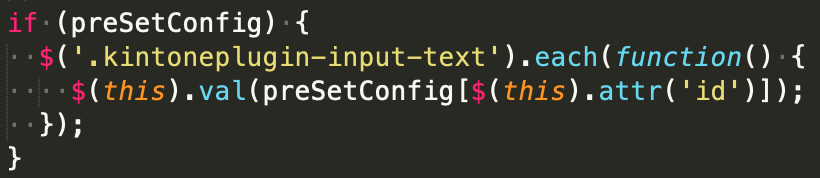 if (preSetConfig) {
  $('.kintoneplugin-input-text').each(function() {
    $(this).val(preSetConfig[$(this).attr('id')]);
  });
}